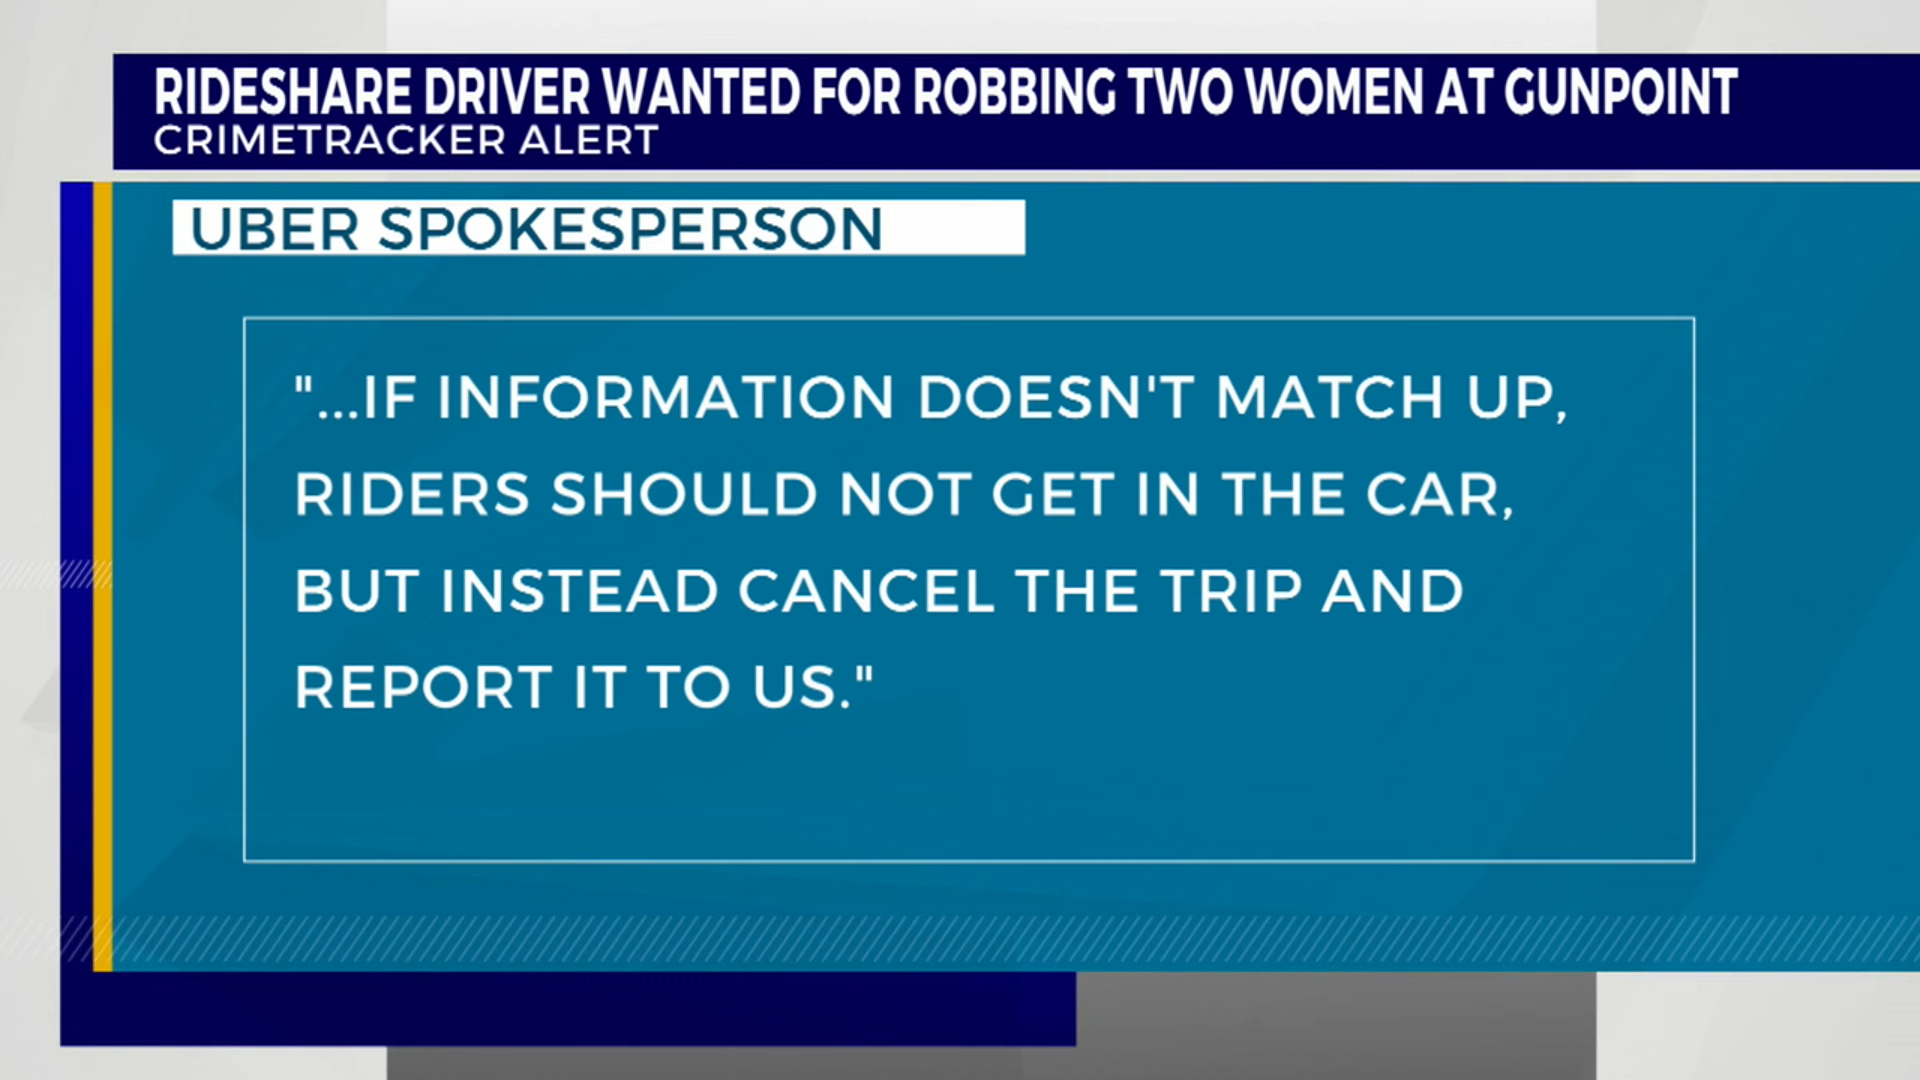 RIDESHARE DRIVER WANTED FOR ROBBING TWO WOMEN AT GUNPOINT
CRIMETRACKER ALERT
UBER SPOKESPERSON
"...IF INFORMATION DOESN'T MATCH UP,
RIDERS SHOULD NOT GET IN THE CAR,
BUT INSTEAD CANCEL THE TRIP AND
REPORT IT TO US."